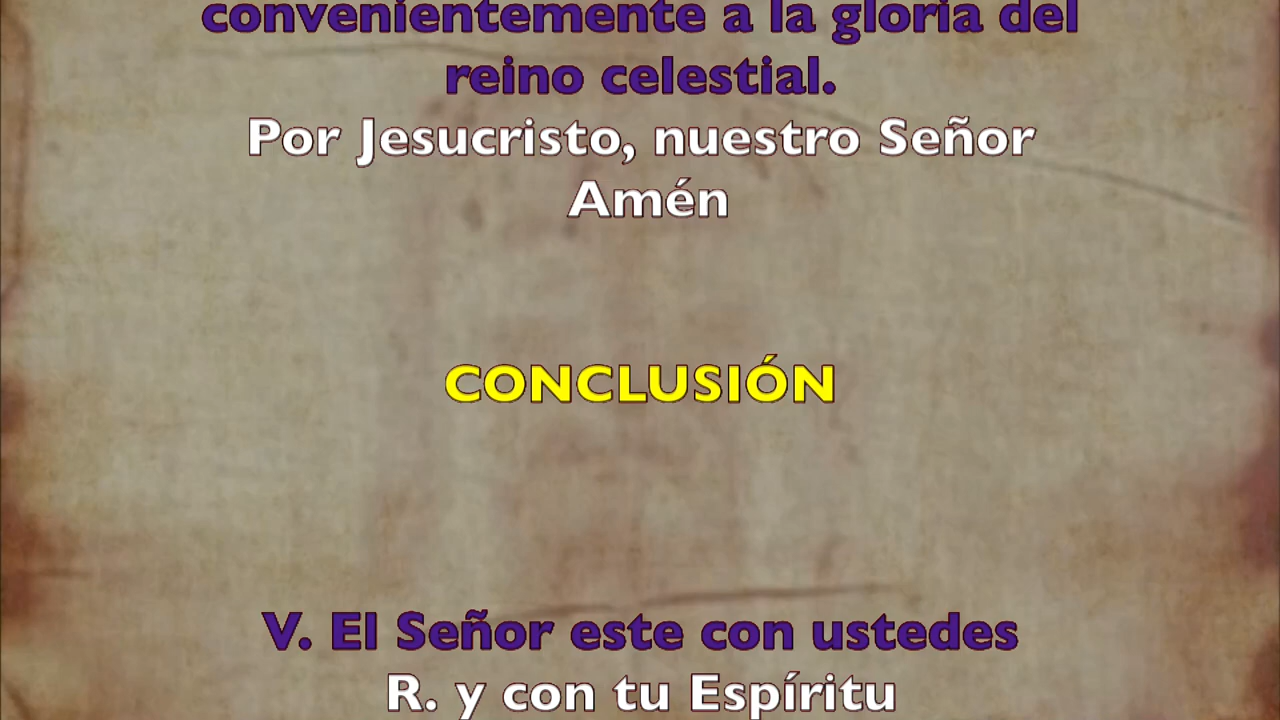 convenientemente a la gloria del
reino celestial.
Por Jesucristo, nuestro Señor
Amén
CONCLUSIÓN
V. El Señor este con ustedes
R. y con tu Espíritu